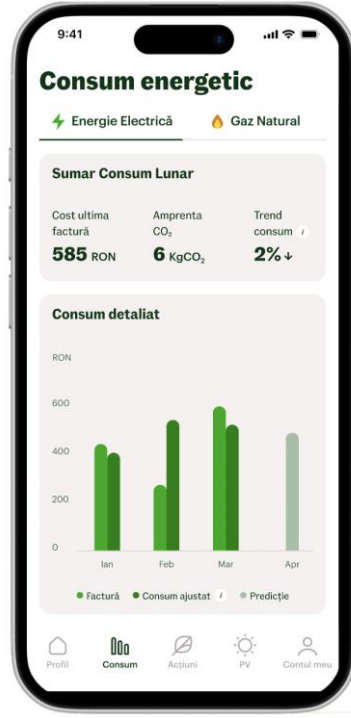 9:41
Consum energetic
Energie Electrică
Gaz Natural
Sumar Consum Lunar
Cost ultima
factură
585 RON
Amprenta
CO₂
6 KgCO₂
Trend
consum i
2%↓
Consum detaliat
RON
600
400
200
0
Ian
Feb
Mar
Apr
Factură
Consum ajustat i
Predicție
Profil
Consum
Acțiuni
PV
Contul meu